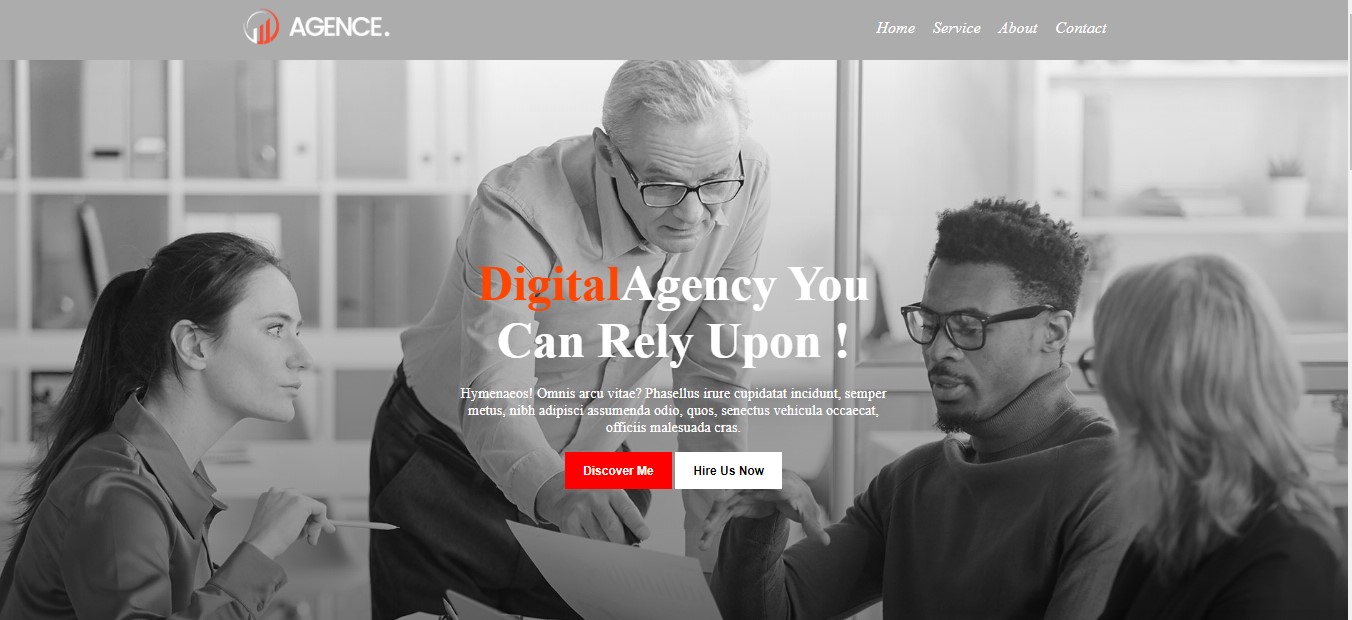 AGENCE.
Home Service About Contact
DigitalAgency You
Can Rely Upon !
Hymenaeos! Omnis arcu vitae? Phasellus irure cupidatat incidunt, semper
metus, nibh adipisci assumenda odio, quos, senectus vehicula occaecat,
officiis malesuada cras.
Discover Me
Hire Us Now